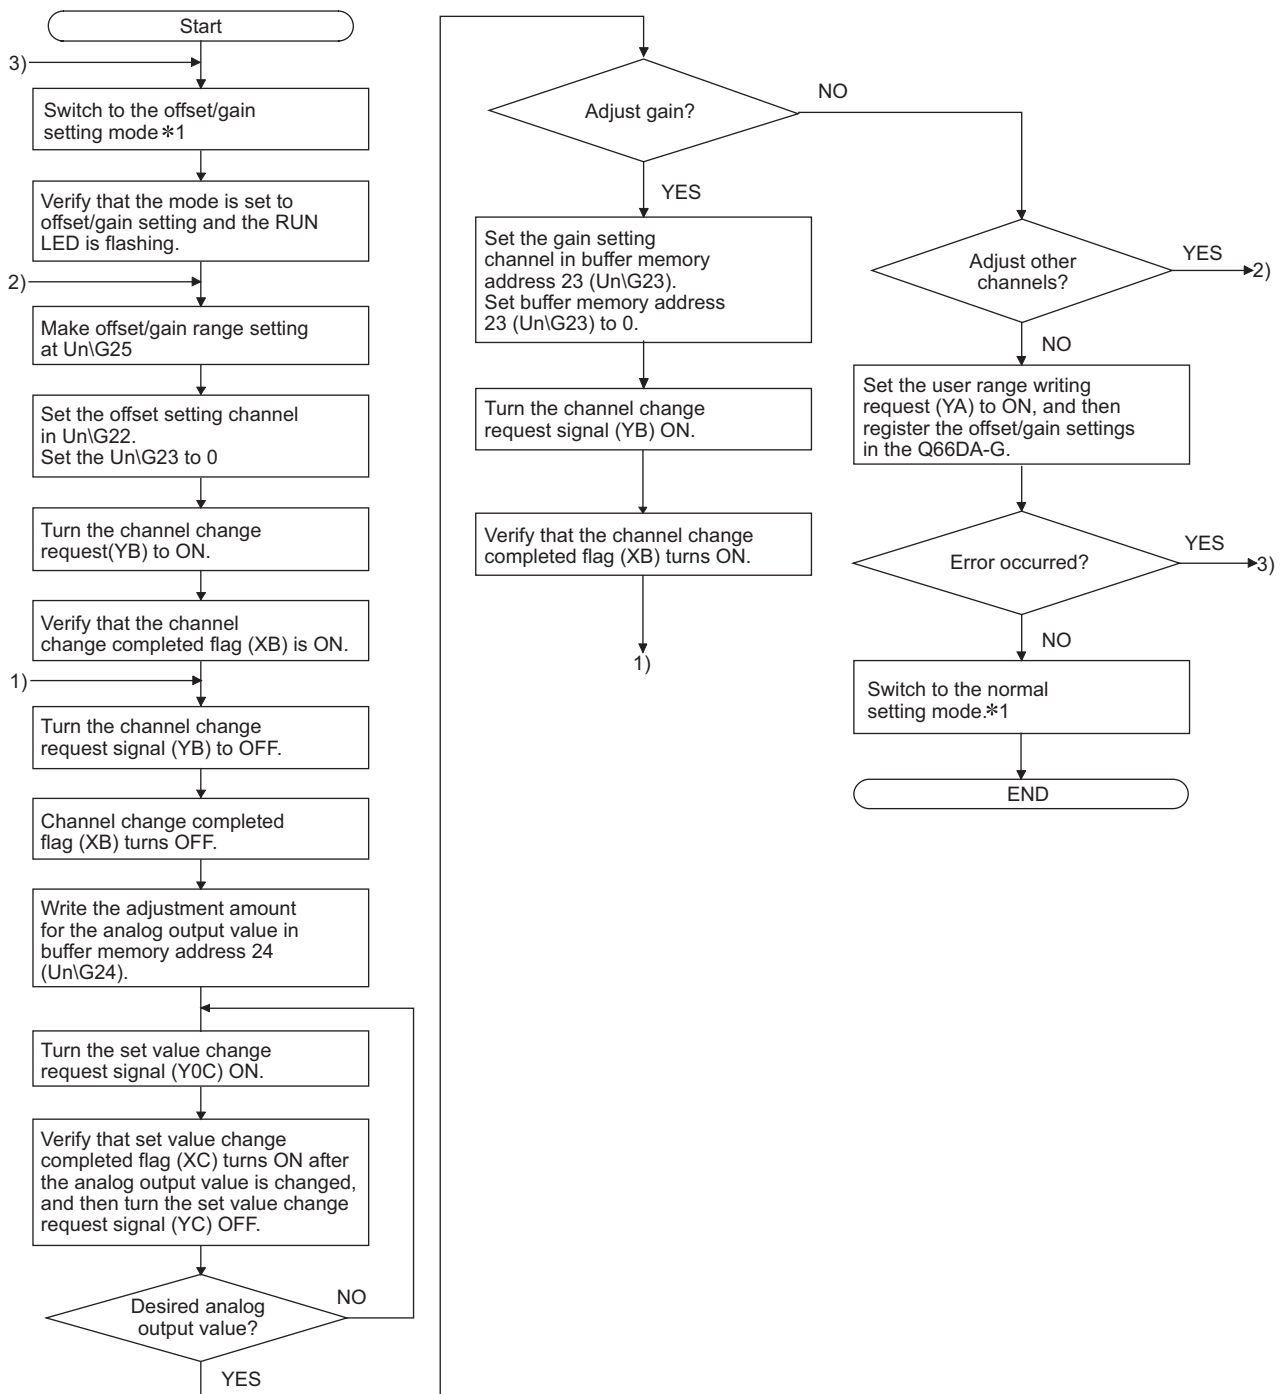 Start
3)
Switch to the offset/gain
setting mode*1
Verify that the mode is set to
offset/gain setting and the RUN
LED is flashing.
2)
Make offset/gain range setting
at Un\G25
Set the offset setting channel
in Un\G22.
Set the Un\G23 to 0
Turn the channel change
request(YB) to ON.
Verify that the channel
change completed flag (XB) is ON.
1)
Turn the channel change
request signal (YB) to OFF.
Channel change completed
flag (XB) turns OFF.
Write the adjustment amount
for the analog output value in
buffer memory address 24
(Un\G24).
Turn the set value change
request signal (Y0C) ON.
Verify that set value change
completed flag (XC) turns ON after
the analog output value is changed,
and then turn the set value change
request signal (YC) OFF.
Desired analog
output value?
NO
YES
Adjust gain?
NO
YES
Set the gain setting
channel in buffer memory
address 23 (Un\G23).
Set buffer memory address
23 (Un\G23) to 0.
Turn the channel change
request signal (YB) ON.
Verify that the channel change
completed flag (XB) turns ON.
1)
Adjust other
channels?
YES
2)
NO
Set the user range writing
request (YA) to ON, and then
register the offset/gain settings
in the Q66DA-G.
Error occurred?
YES
3)
NO
Switch to the normal
setting mode.*1
END